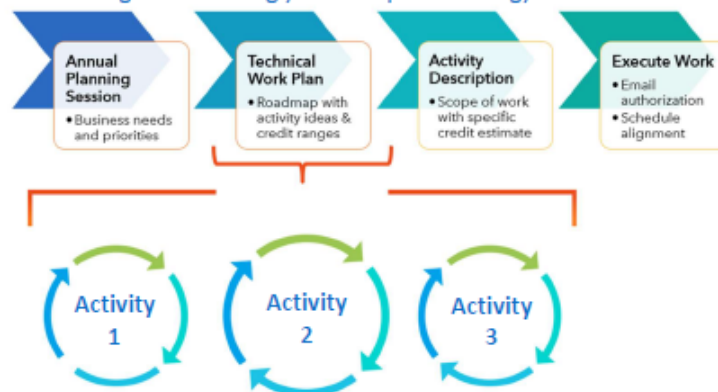 Annual
Planning
Session
• Business needs
and priorities
Technical
Work Plan
• Roadmap with
activity ideas &
credit ranges
Activity
Description
• Scope of work
with specific
credit estimate
Execute Work
• Email
authorization
• Schedule
alignment
Activity
1
Activity
2
Activity
3